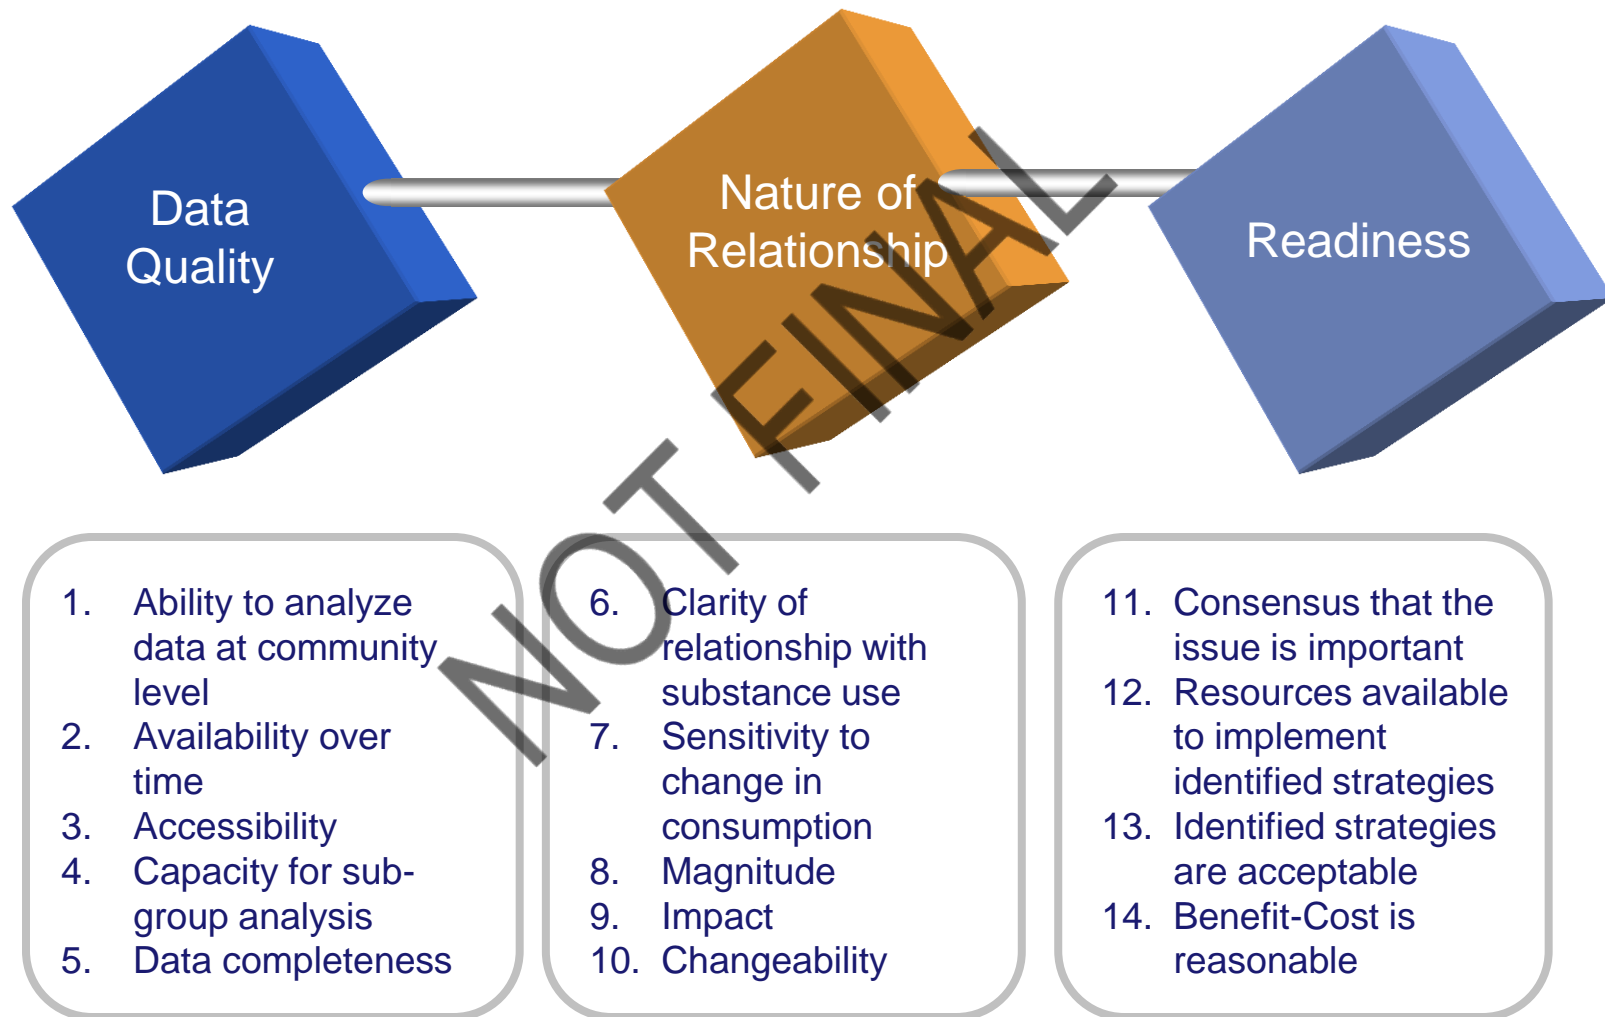 Data
Quality
Nature of
Relationship
Readiness
NOT FINAL
1. Ability to analyze
data at community
level
2. Availability over
time
3. Accessibility
4. Capacity for sub-
group analysis
5. Data completeness
6. Clarity of
relationship with
substance use
7. Sensitivity to
change in
consumption
8. Magnitude
9. Impact
10. Changeability
11. Consensus that the
issue is important
12. Resources available
to implement
identified strategies
13. Identified strategies
are acceptable
14. Benefit-Cost is
reasonable